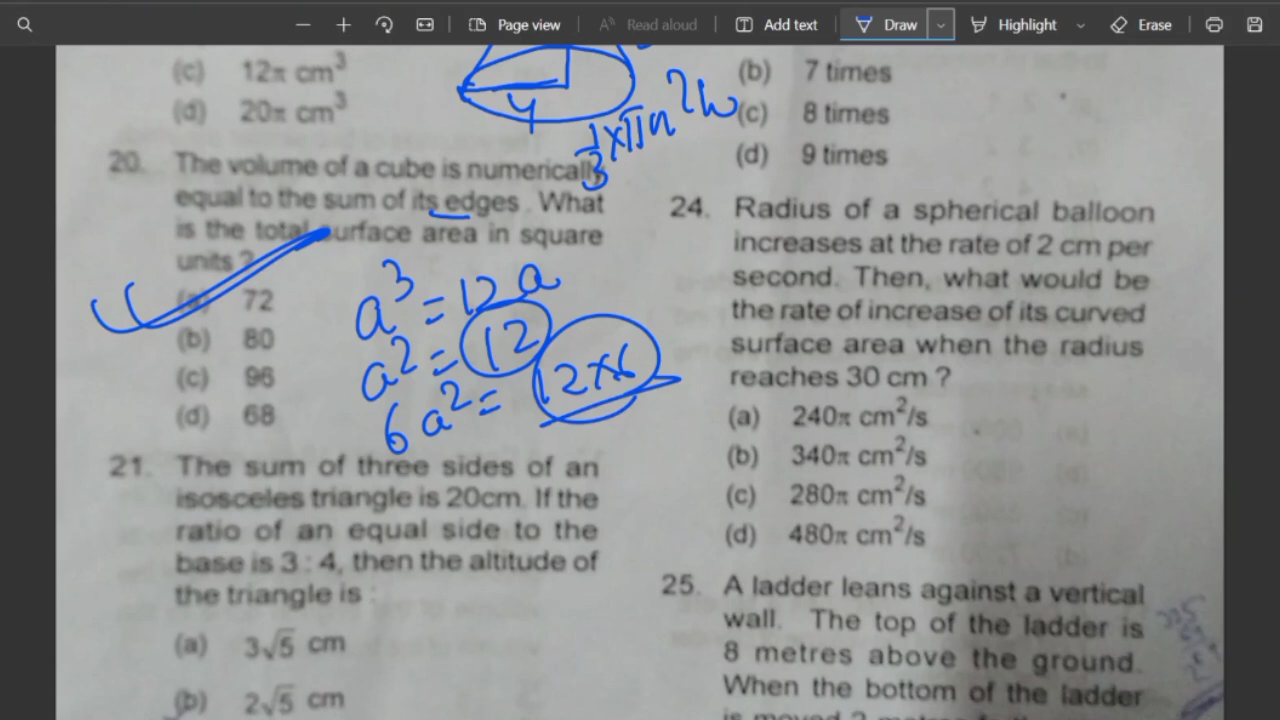 Page view
Read aloud
Add text
Draw
Highlight
Erase
(c) 12π cm³
(d) 20π cm³
4
1/3 × πr²h
20. The volume of a cube is numerically
equal to the sum of its edges. What
is the total surface area in square
units ?
(a) 72
(b) 80
(c) 96
(d) 68
a³ = 12a
a² = 12
6a² = 12×6
21. The sum of three sides of an
isosceles triangle is 20cm. If the
ratio of an equal side to the
base is 3 : 4, then the altitude of
the triangle is :
(a) 3√5 cm
(b) 2√5 cm
(b) 7 times
(c) 8 times
(d) 9 times
24. Radius of a spherical balloon
increases at the rate of 2 cm per
second. Then, what would be
the rate of increase of its curved
surface area when the radius
reaches 30 cm ?
(a) 240π cm²/s
(b) 340π cm²/s
(c) 280π cm²/s
(d) 480π cm²/s
25. A ladder leans against a vertical
wall. The top of the ladder is
8 metres above the ground.
When the bottom of the ladder